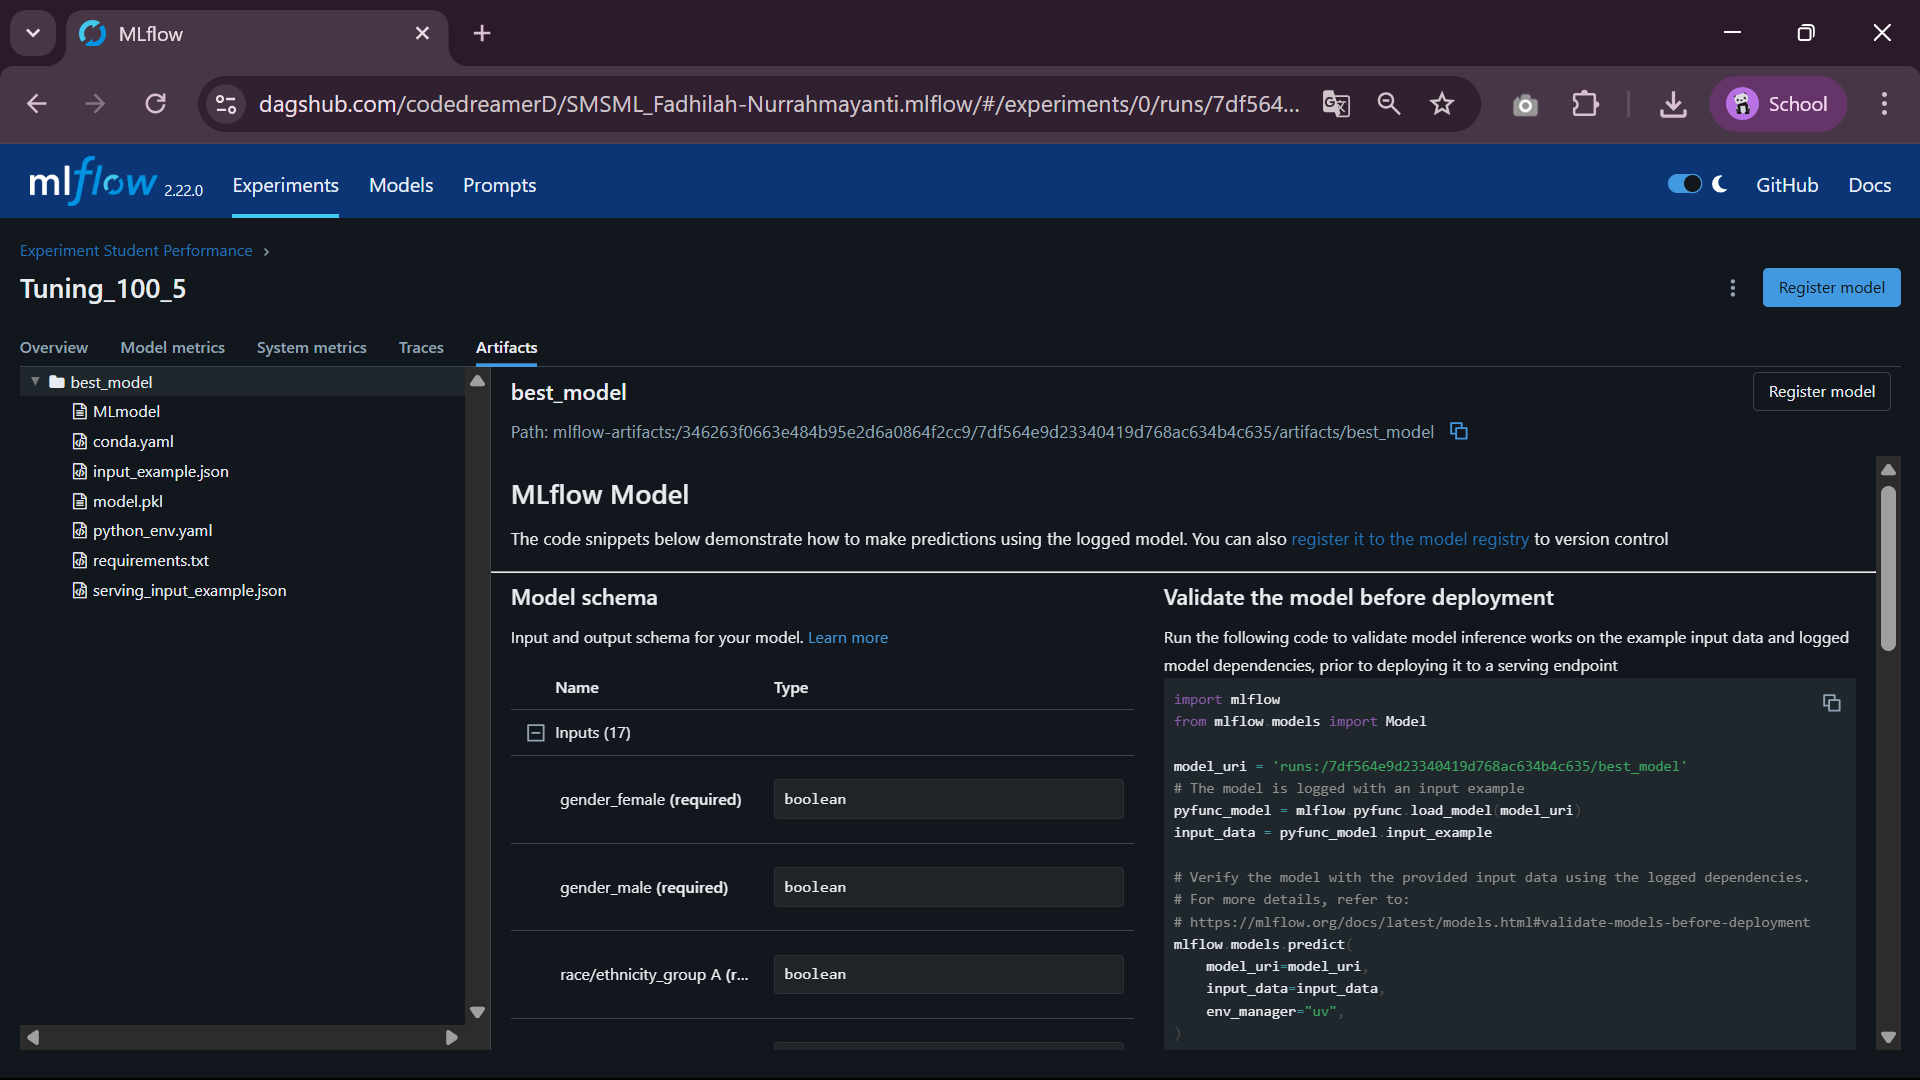 MLflow
dagshub.com/codedreamerD/SMSML_Fadhilah-Nurrahmayanti.mlflow/#/experiments/0/runs/7df564...
School
mlflow 2.22.0
Experiments
Models
Prompts
GitHub
Docs
Experiment Student Performance
Tuning_100_5
Register model
Overview
Model metrics
System metrics
Traces
Artifacts
best_model
MLmodel
conda.yaml
input_example.json
model.pkl
python_env.yaml
requirements.txt
serving_input_example.json
best_model
Register model
Path: mlflow-artifacts:/346263f0663e484b95e2d6a0864f2cc9/7df564e9d23340419d768ac634b4c635/artifacts/best_model
MLflow Model
The code snippets below demonstrate how to make predictions using the logged model. You can also register it to the model registry to version control
Model schema
Input and output schema for your model. Learn more
Name Type
Inputs (17)
gender_female (required) boolean
gender_male (required) boolean
race/ethnicity_group A (r... boolean
Validate the model before deployment
Run the following code to validate model inference works on the example input data and logged
model dependencies, prior to deploying it to a serving endpoint
import mlflow
from mlflow.models import Model
model_uri = 'runs:/7df564e9d23340419d768ac634b4c635/best_model'
# The model is logged with an input example
pyfunc_model = mlflow.pyfunc.load_model(model_uri)
input_data = pyfunc_model.input_example
# Verify the model with the provided input data using the logged dependencies.
# For more details, refer to:
# https://mlflow.org/docs/latest/models.html#validate-models-before-deployment
mlflow.models.predict(
model_uri=model_uri,
input_data=input_data,
env_manager="uv",
)